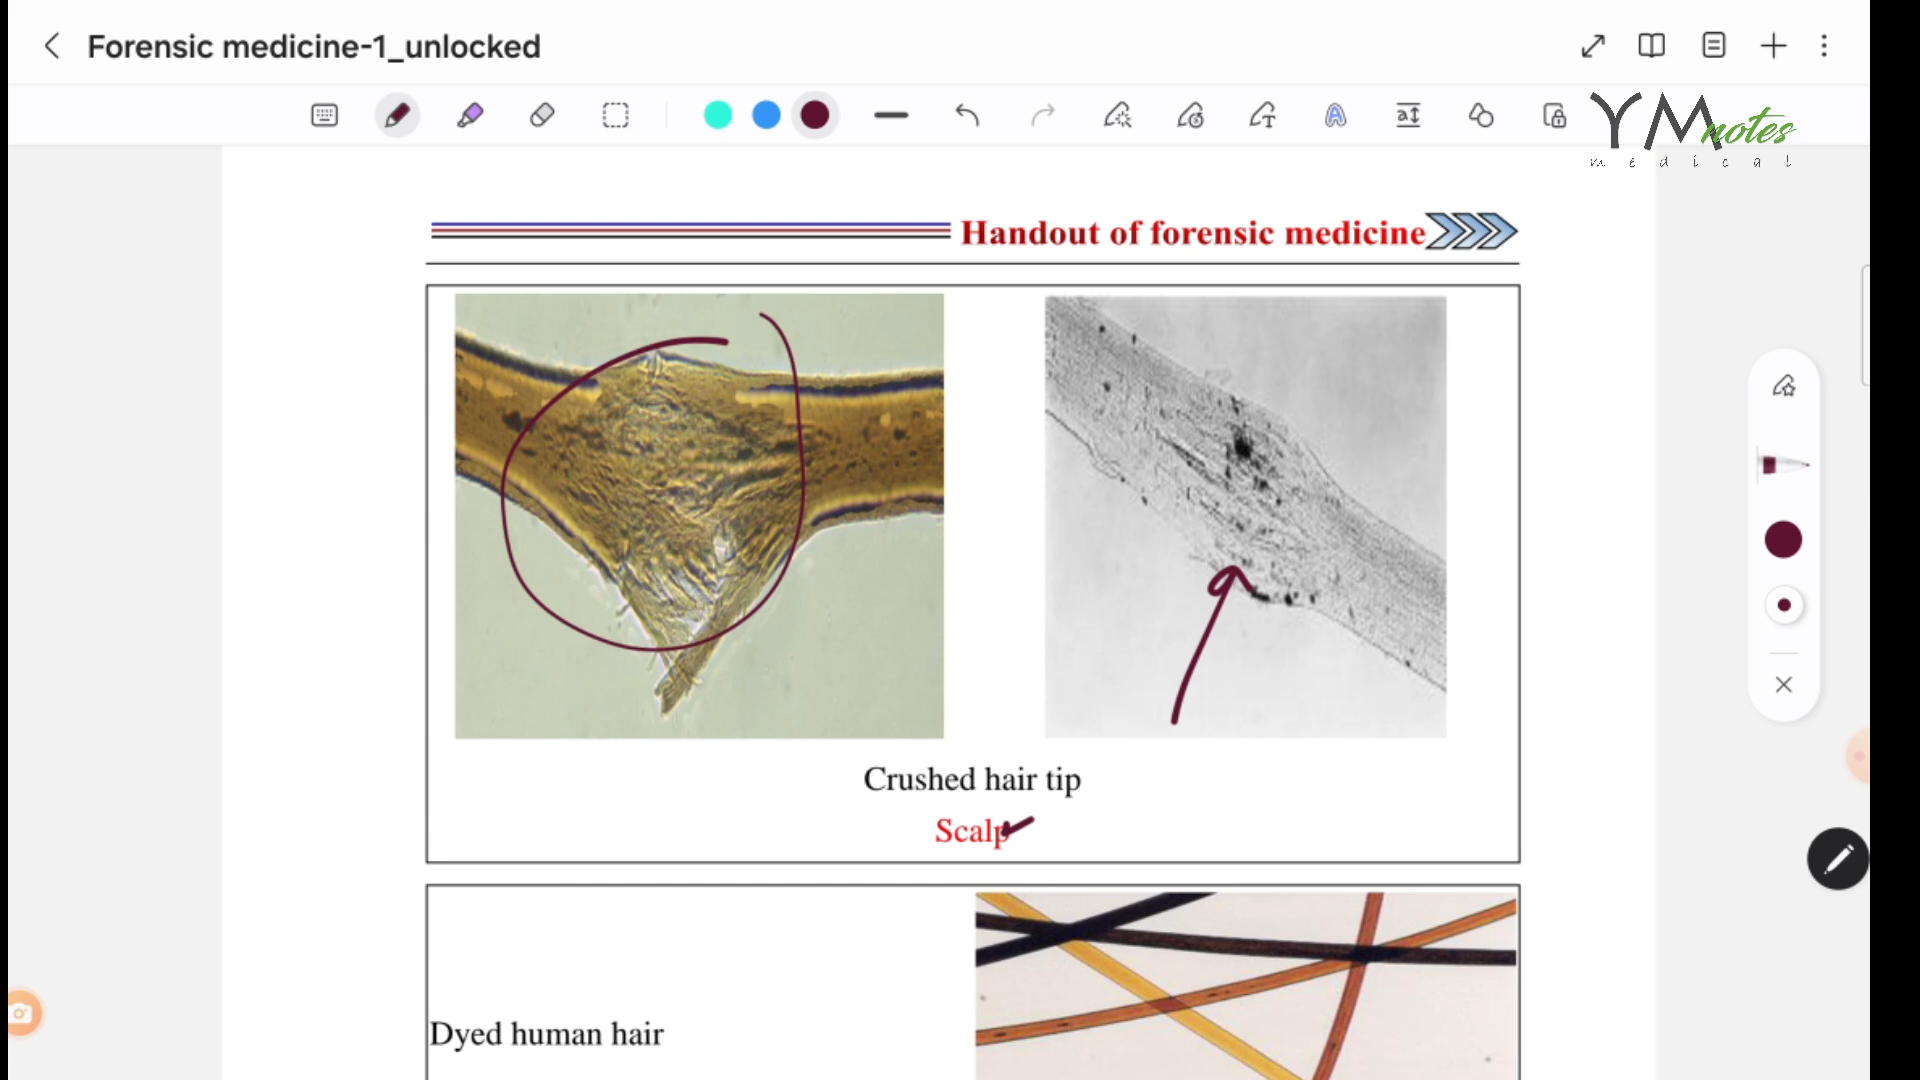 Forensic medicine-1_unlocked
YM notes
medical
Handout of forensic medicine
Crushed hair tip
Scalp
Dyed human hair